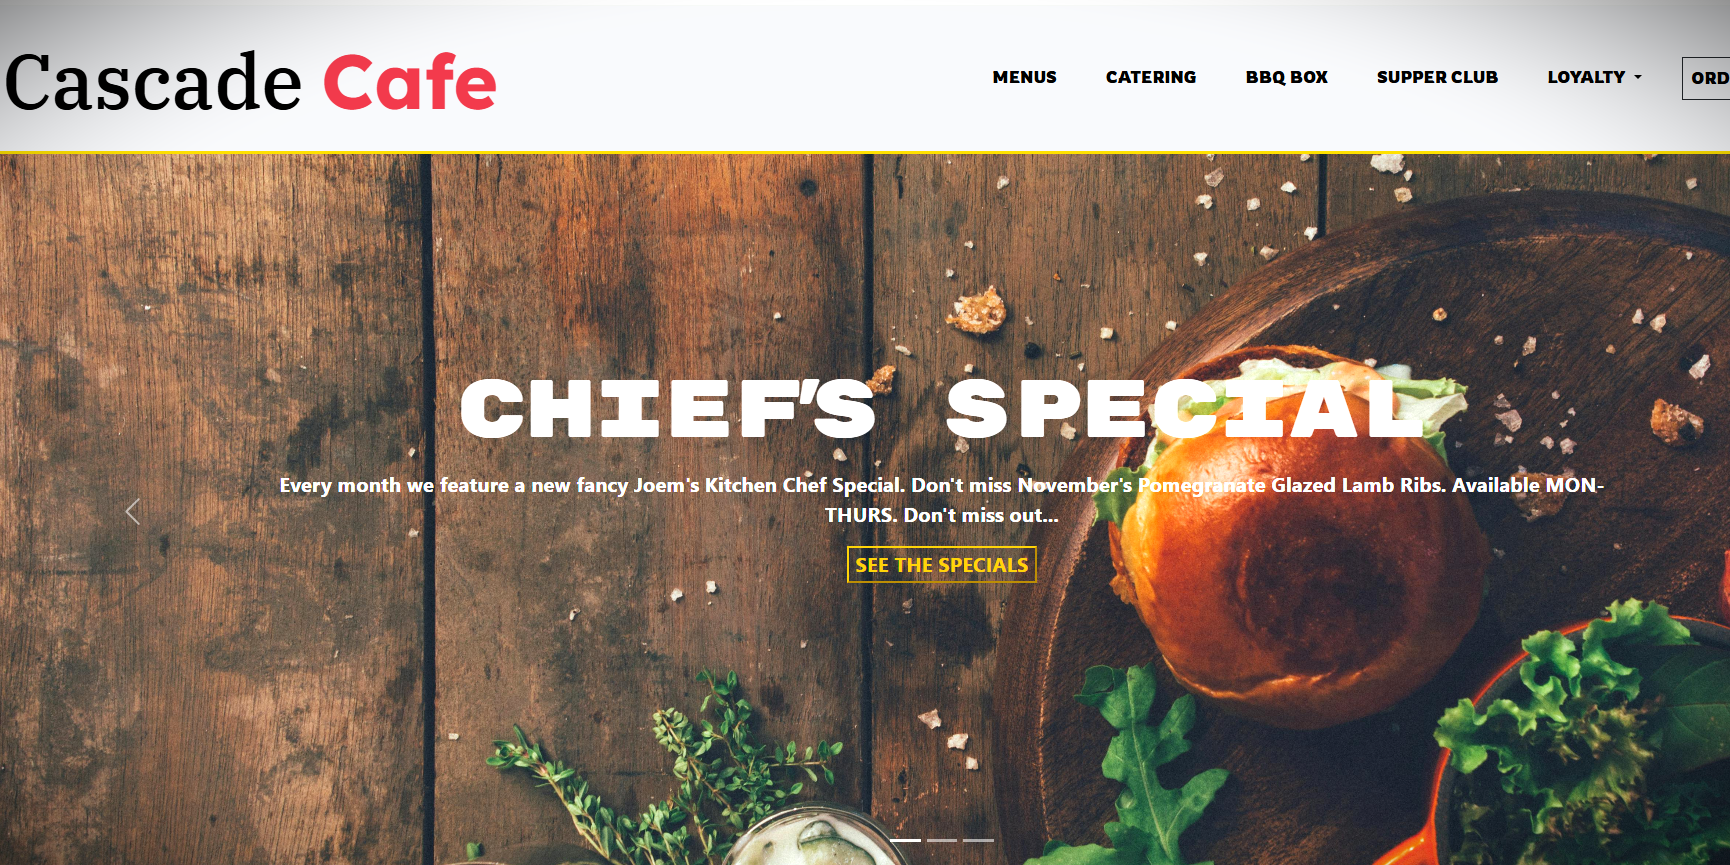 Cascade Cafe
MENUS CATERING BBQ BOX SUPPER CLUB LOYALTY ORD
CHIEF'S SPECIAL
Every month we feature a new fancy Joem's Kitchen Chef Special. Don't miss November's Pomegranate Glazed Lamb Ribs. Available MON-
THURS. Don't miss out...
SEE THE SPECIALS